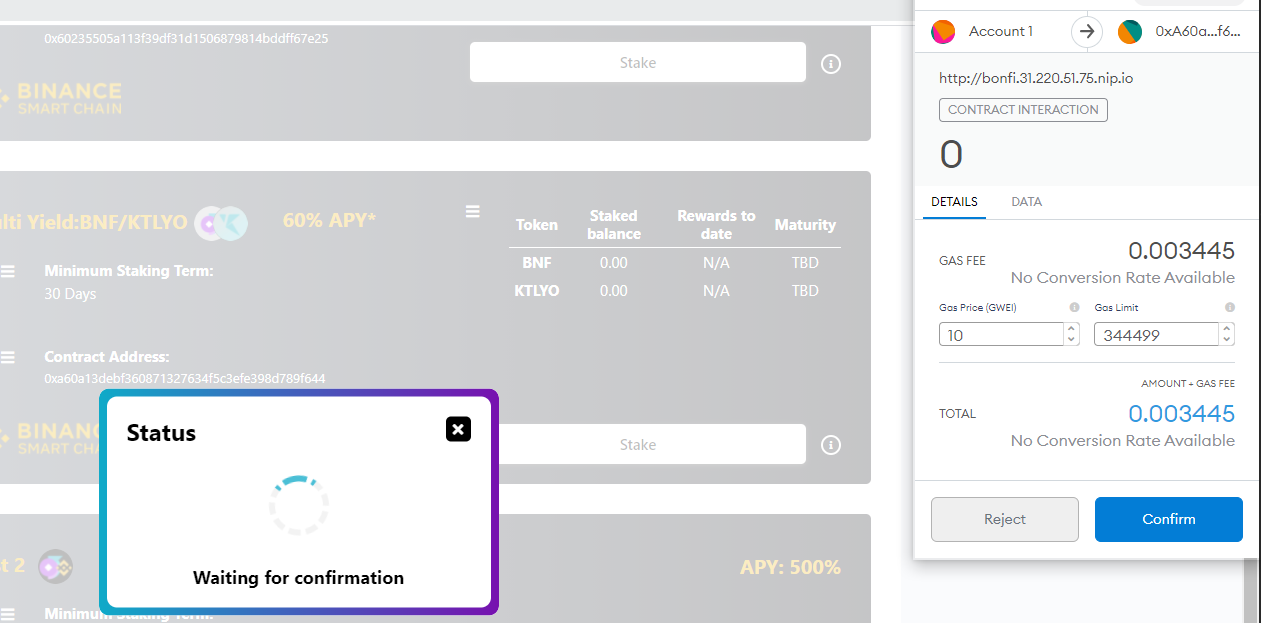 0x60235505a113f39df31d1506879814bddff67e25
Stake
BINANCE
SMART CHAIN
ulti Yield:BNF/KTLYO
60% APY*
Token Staked balance Rewards to date Maturity
BNF 0.00 N/A TBD
KTLYO 0.00 N/A TBD
Minimum Staking Term:
30 Days
Contract Address:
0xa60a13debf360871327634f5c3efe398d789f644
BINANC
SMART CHA
Stake
Status
Waiting for confirmation
t 2
APY: 500%
Minimum Staking Term:
Account 1
0xA60a...f6...
http://bonfi.31.220.51.75.nip.io
CONTRACT INTERACTION
0
DETAILS DATA
GAS FEE
0.003445
No Conversion Rate Available
Gas Price (GWEI) Gas Limit
10 344499
AMOUNT + GAS FEE
TOTAL
0.003445
No Conversion Rate Available
Reject Confirm